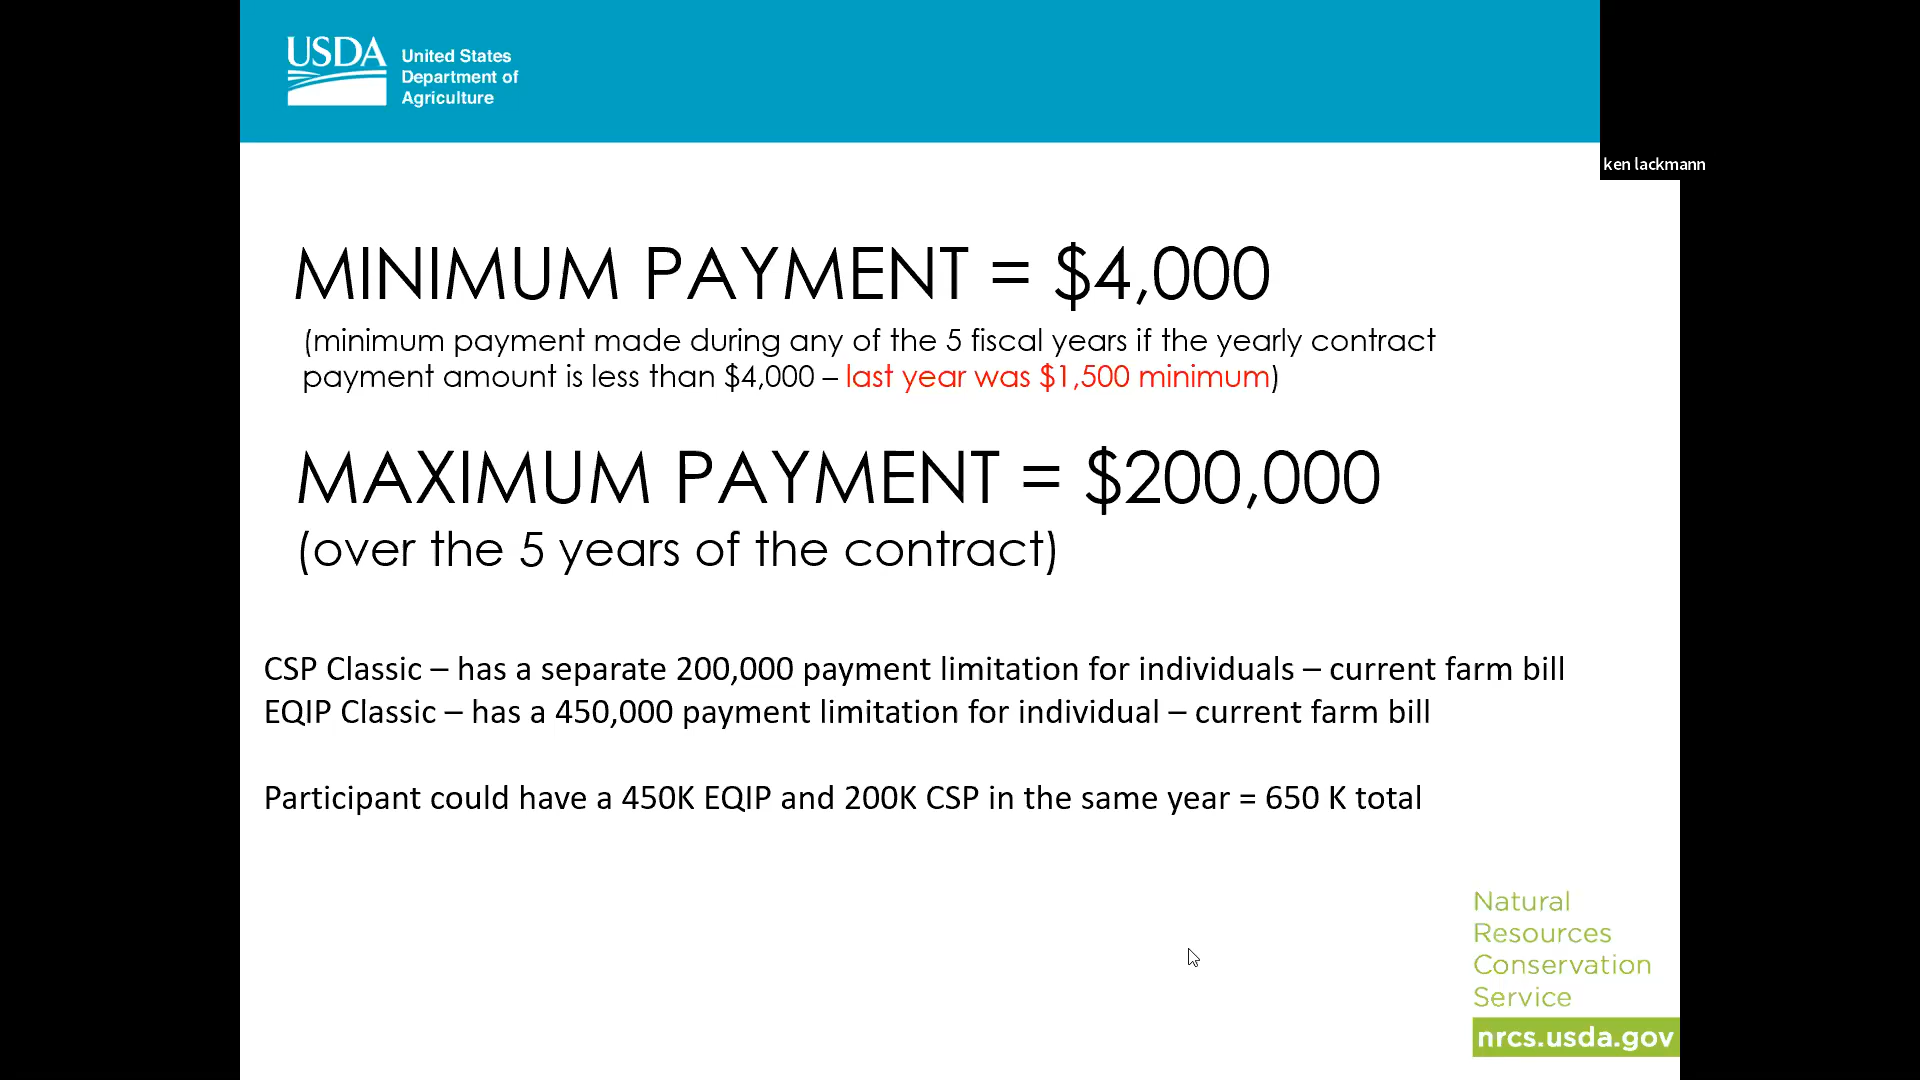 USDA
United States
Department of
Agriculture
ken lackmann
MINIMUM PAYMENT = $4,000
(minimum payment made during any of the 5 fiscal years if the yearly contract
payment amount is less than $4,000 – last year was $1,500 minimum)
MAXIMUM PAYMENT = $200,000
(over the 5 years of the contract)
CSP Classic – has a separate 200,000 payment limitation for individuals – current farm bill
EQIP Classic – has a 450,000 payment limitation for individual – current farm bill
Participant could have a 450K EQIP and 200K CSP in the same year = 650 K total
Natural
Resources
Conservation
Service
nrcs.usda.gov